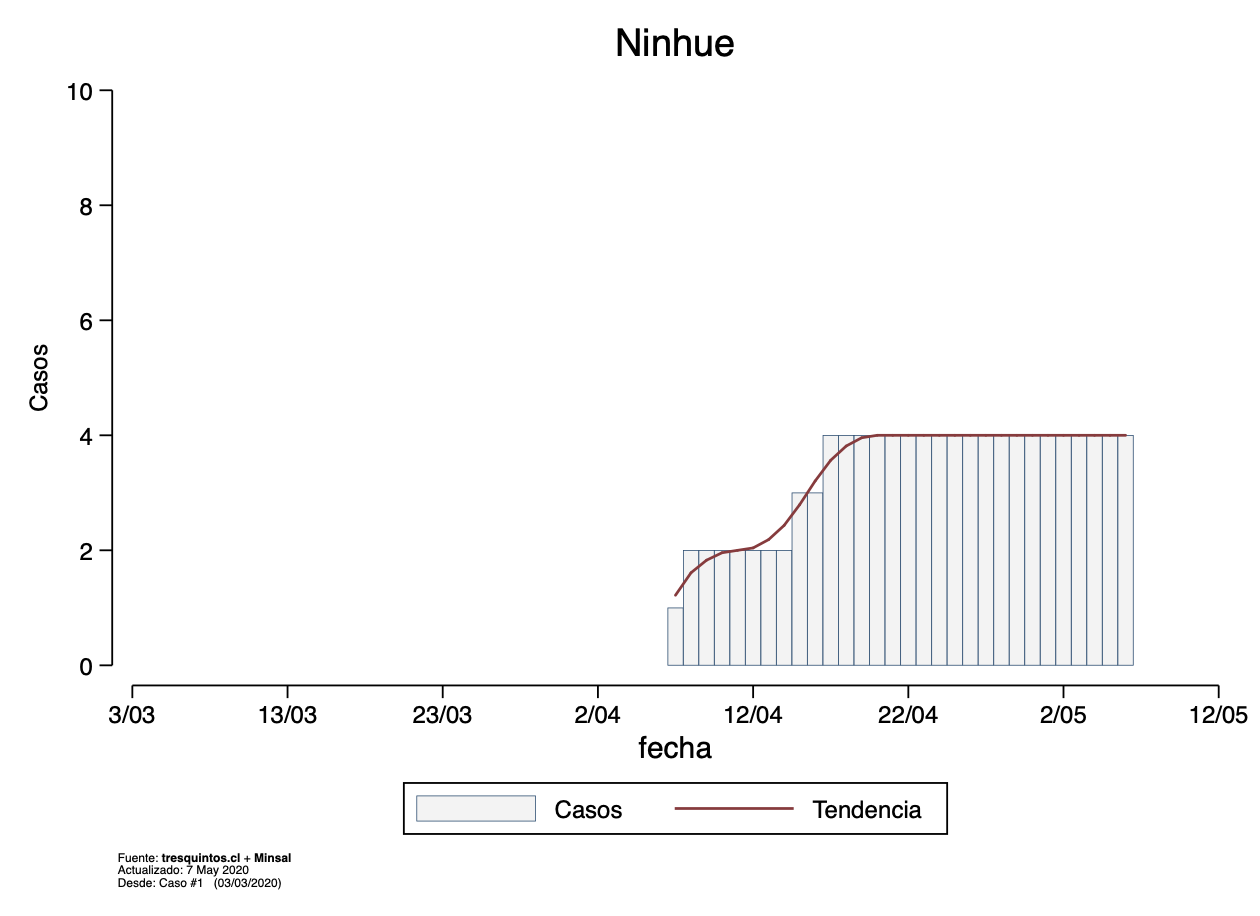 Ninhue
10
8
6
4
2
0
Casos
3/03 13/03 23/03 2/04 12/04 22/04 2/05 12/05
fecha
Casos Tendencia
Fuente: tresquintos.cl + Minsal
Actualizado: 7 May 2020
Desde: Caso #1 (03/03/2020)